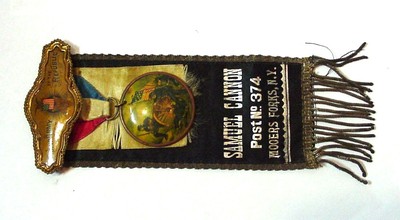 SAMUEL CANNON
Post No 374
MOOERS FORKS, N.Y.